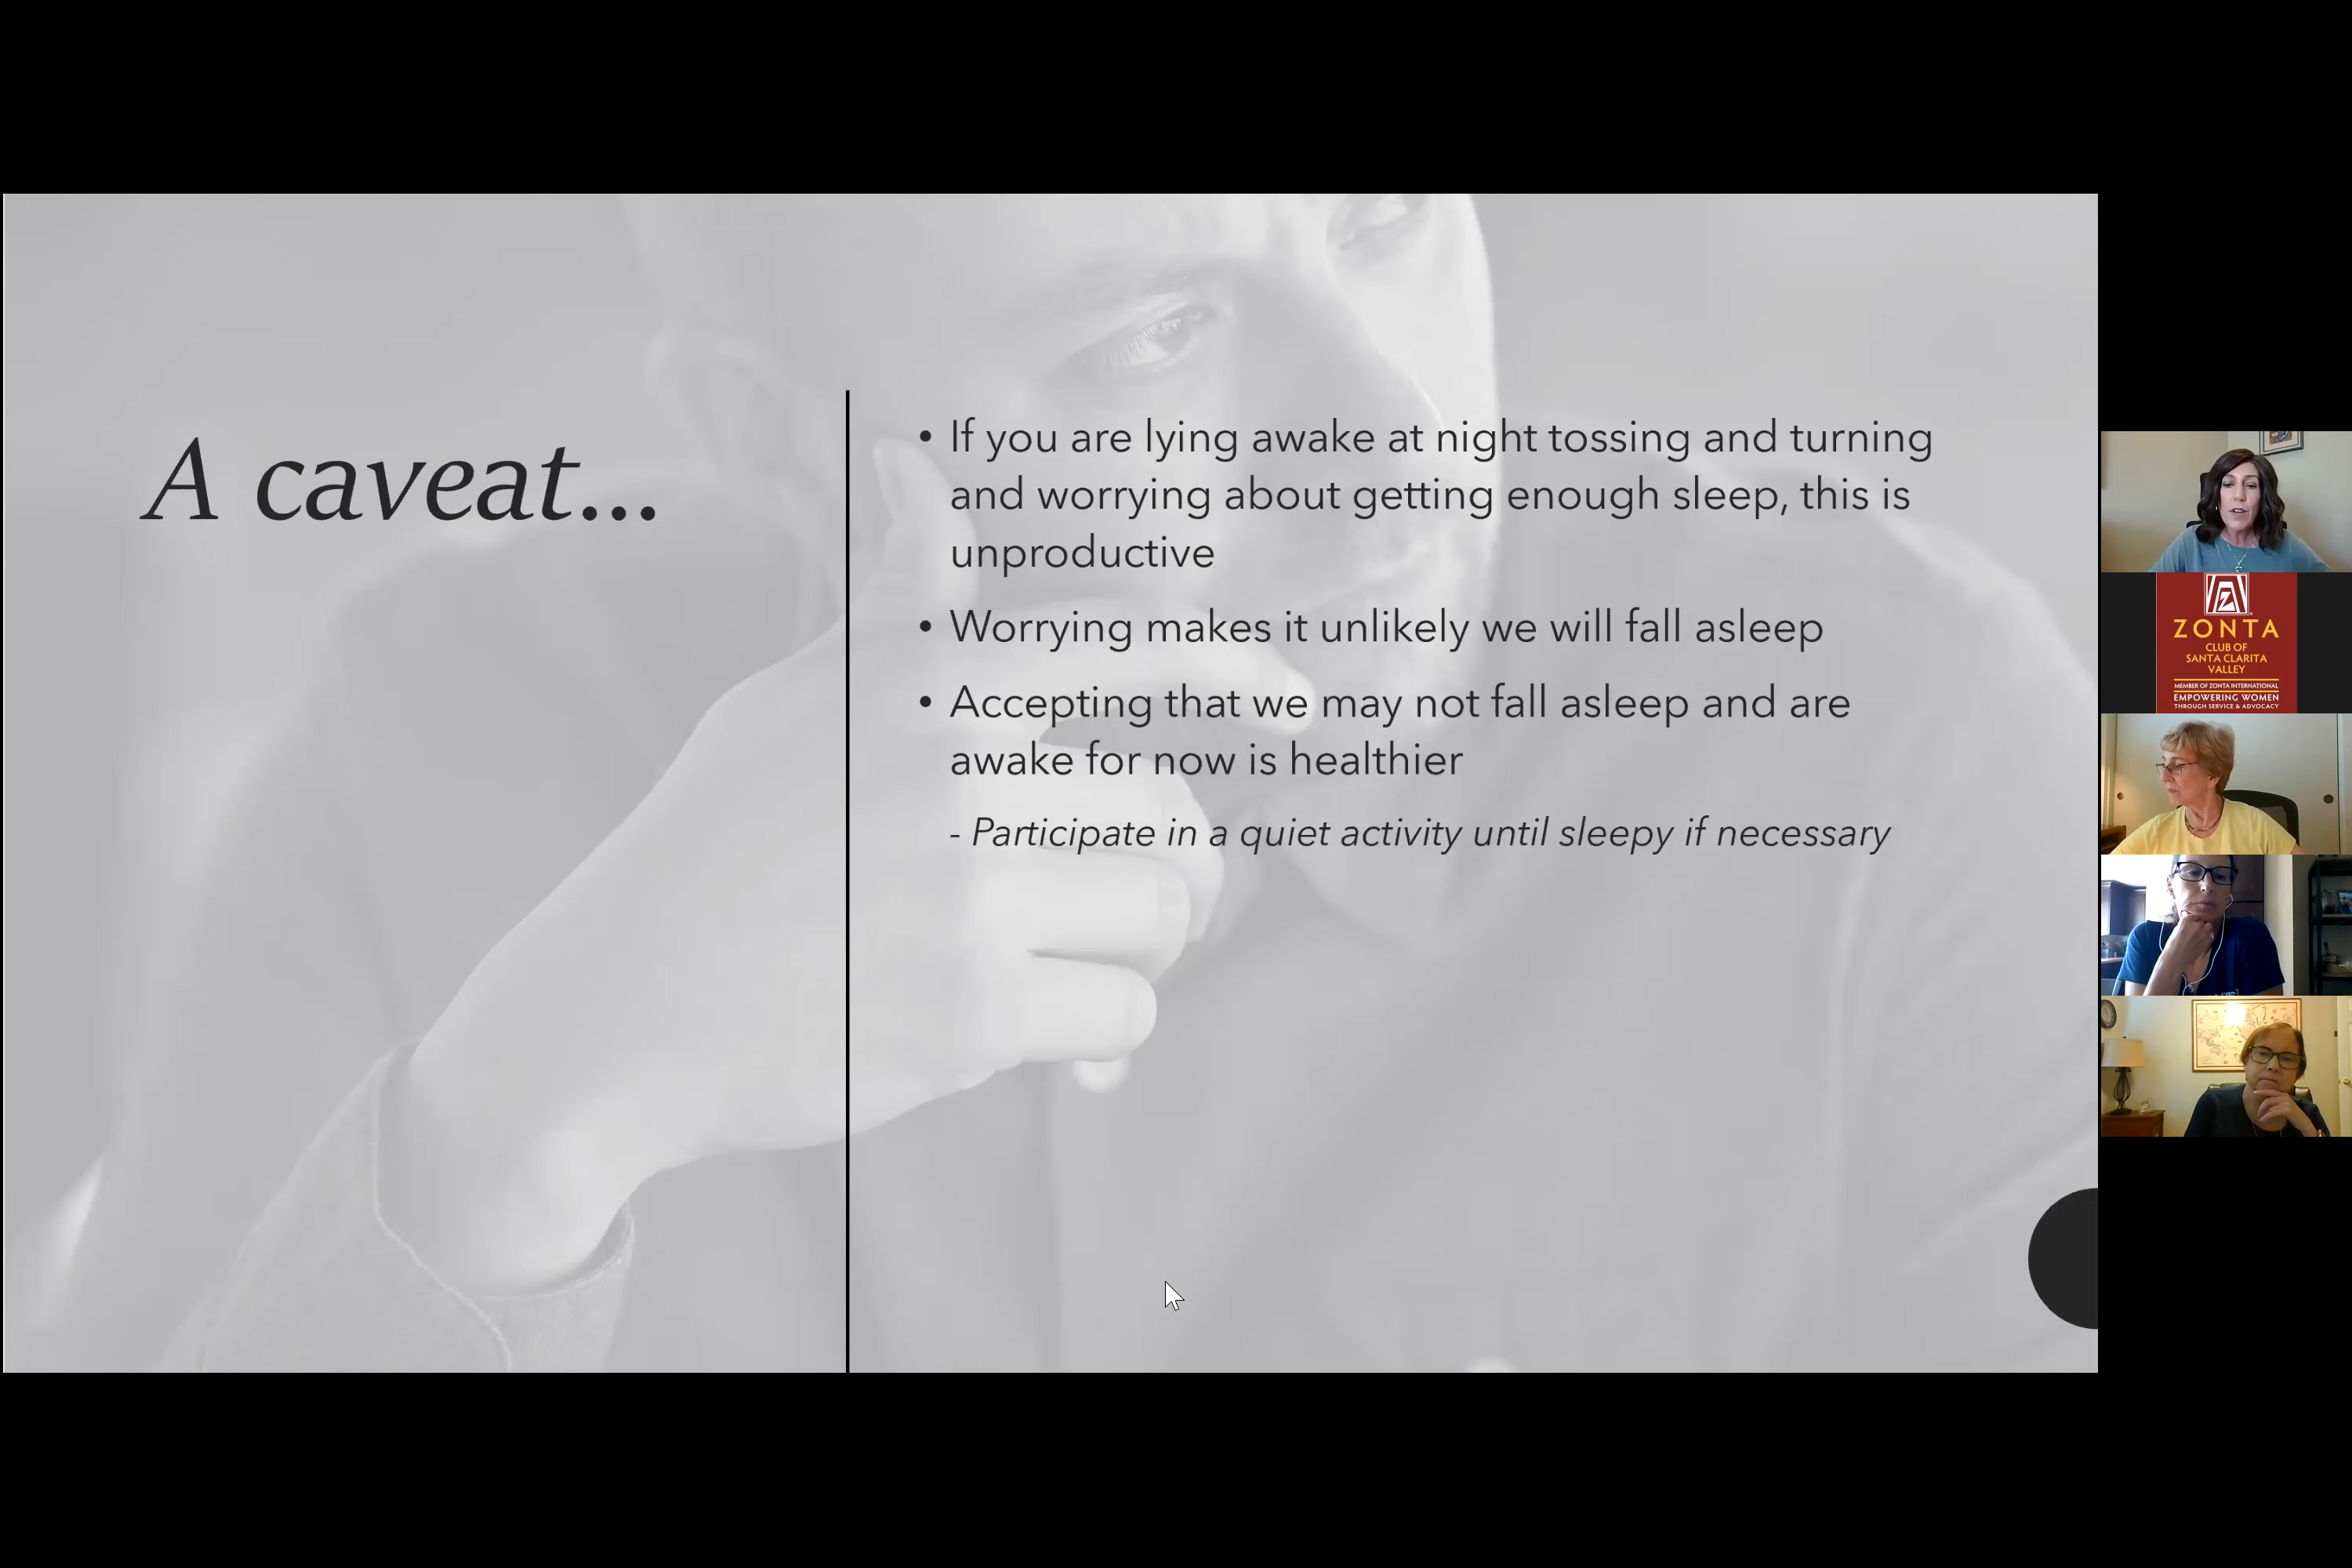 A caveat...
• If you are lying awake at night tossing and turning
and worrying about getting enough sleep, this is
unproductive
• Worrying makes it unlikely we will fall asleep
• Accepting that we may not fall asleep and are
awake for now is healthier
- Participate in a quiet activity until sleepy if necessary
ZONTA
CLUB OF
SANTA CLARITA
VALLEY
MEMBER OF ZONTA INTERNATIONAL
EMPOWERING WOMEN
THROUGH SERVICE & ADVOCACY